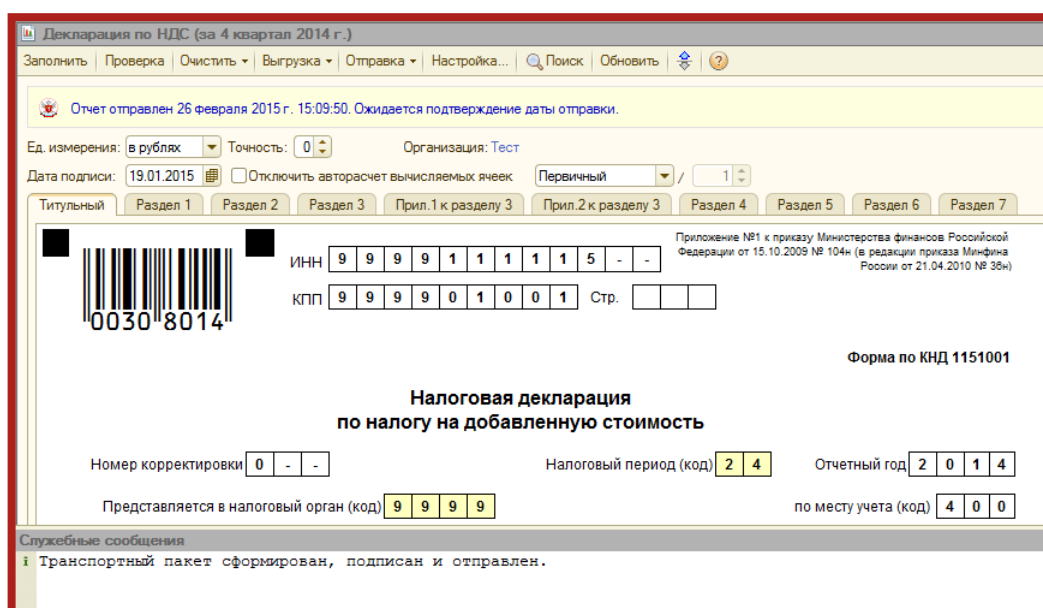 Декларация по НДС (за 4 квартал 2014 г.)
Заполнить Проверка Очистить Выгрузка Отправка Настройка... Поиск Обновить
Отчет отправлен 26 февраля 2015 г. 15:09:50. Ожидается подтверждение даты отправки.
Ед. измерения: в рублях Точность: 0 Организация: Тест
Дата подписи: 19.01.2015 Отключить авторасчет вычисляемых ячеек Первичный / 1
Титульный Раздел 1 Раздел 2 Раздел 3 Прил.1 к разделу 3 Прил.2 к разделу 3 Раздел 4 Раздел 5 Раздел 6 Раздел 7
Приложение №1 к приказу Министерства финансов Российской
Федерации от 15.10.2009 № 104н (в редакции приказа Минфина
России от 21.04.2010 № 36н)
ИНН 9 9 9 9 1 1 1 1 1 5 - -
КПП 9 9 9 9 0 1 0 0 1 Стр.
0030 8014
Форма по КНД 1151001
Налоговая декларация
по налогу на добавленную стоимость
Номер корректировки 0 - - Налоговый период (код) 2 4 Отчетный год 2 0 1 4
Представляется в налоговый орган (код) 9 9 9 9 по месту учета (код) 4 0 0
Служебные сообщения
Транспортный пакет сформирован, подписан и отправлен.